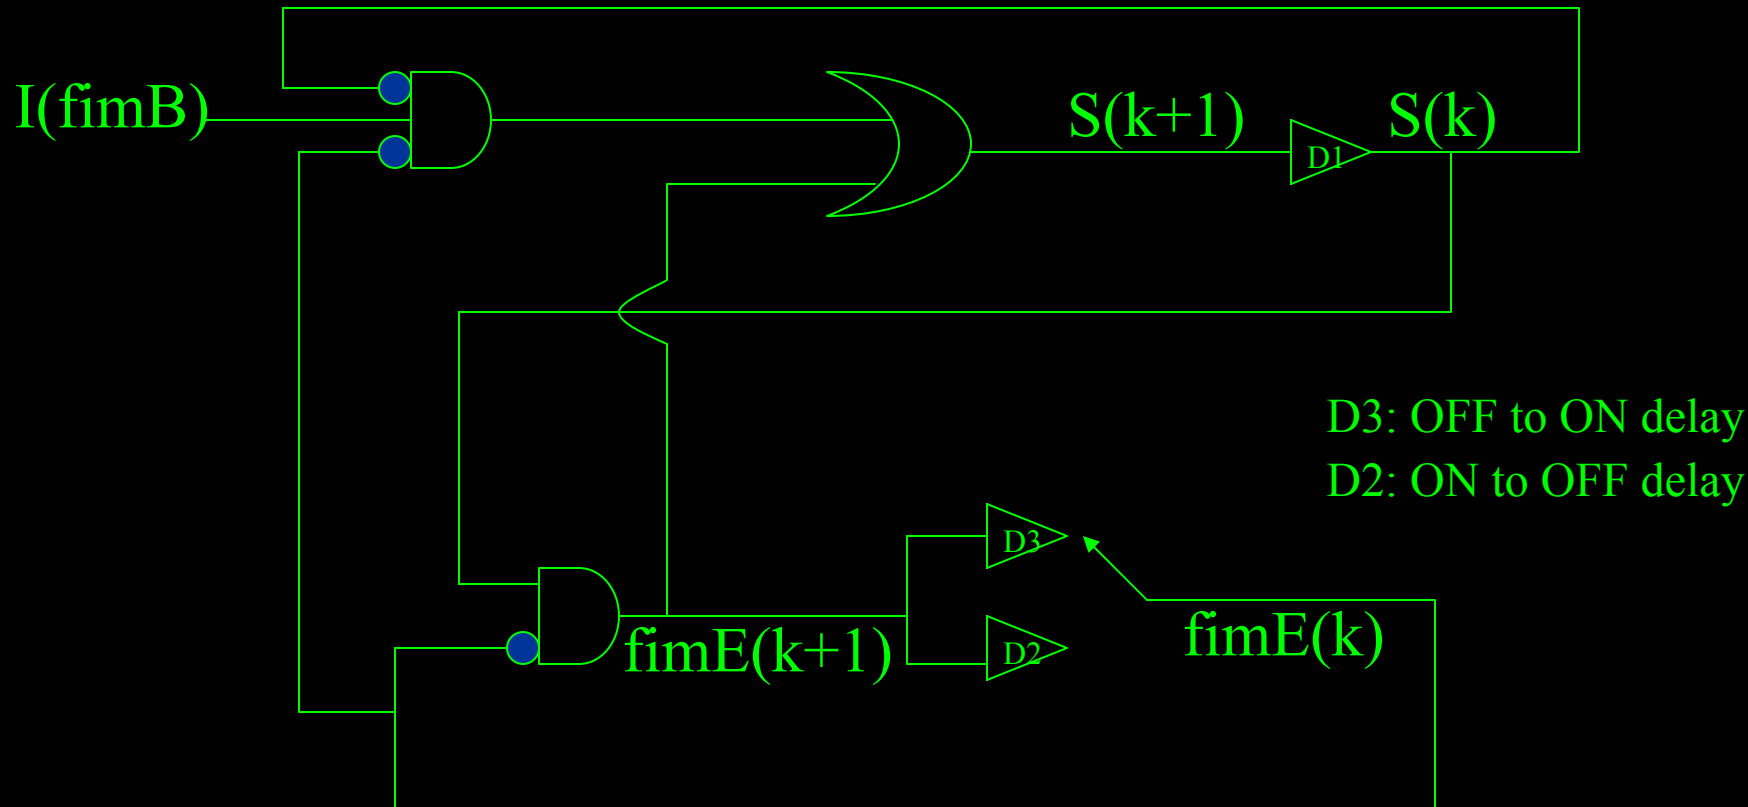 I(fimB)
S(k+1)
S(k)
D1
D3: OFF to ON delay
D2: ON to OFF delay
D3
fimE(k+1)
D2
fimE(k)